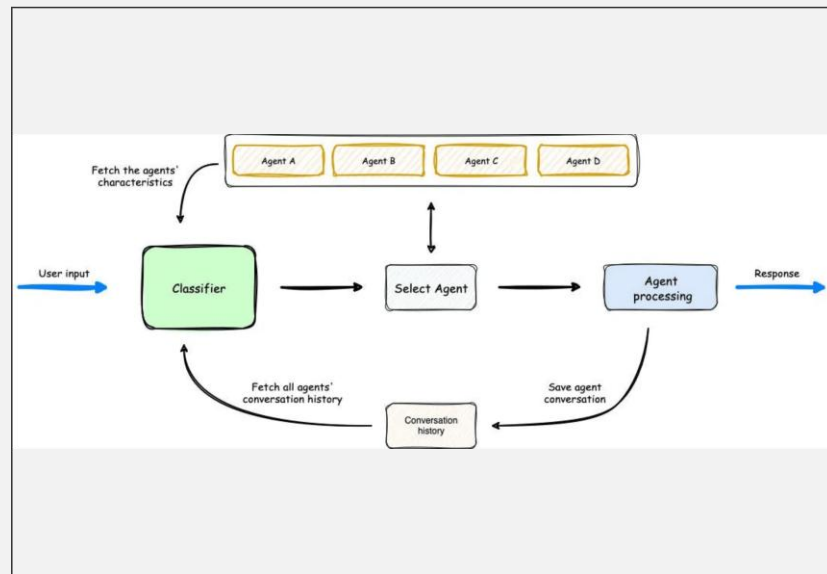 Agent A
Agent B
Agent C
Agent D
Fetch the agents'
characteristics
User input
Classifier
Select Agent
Agent
processing
Response
Fetch all agents'
conversation history
Save agent
conversation
Conversation
history